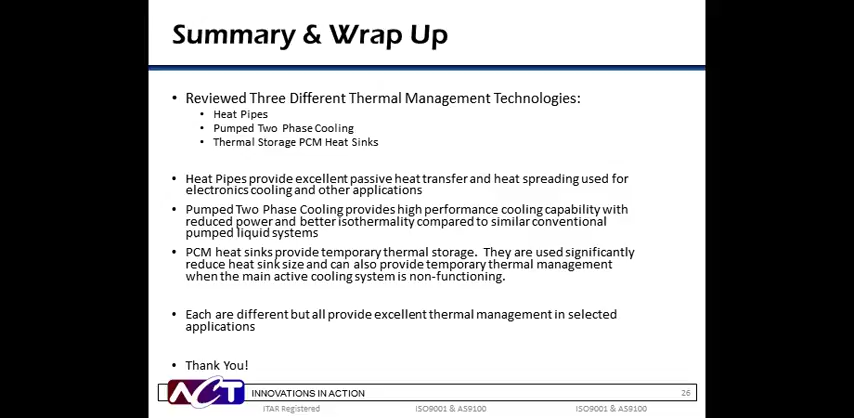 Summary & Wrap Up
• Reviewed Three Different Thermal Management Technologies:
• Heat Pipes
• Pumped Two Phase Cooling
• Thermal Storage PCM Heat Sinks
• Heat Pipes provide excellent passive heat transfer and heat spreading used for
electronics cooling and other applications
• Pumped Two Phase Cooling provides high performance cooling capability with
reduced power and better isothermality compared to similar conventional
pumped liquid systems
• PCM heat sinks provide temporary thermal storage.  They are used significantly
reduce heat sink size and can also provide temporary thermal management
when the main active cooling system is non-functioning.
• Each are different but all provide excellent thermal management in selected
applications
• Thank You!
ACT INNOVATIONS IN ACTION 26
ITAR Registered ISO9001 & AS9100 ISO9001 & AS9100